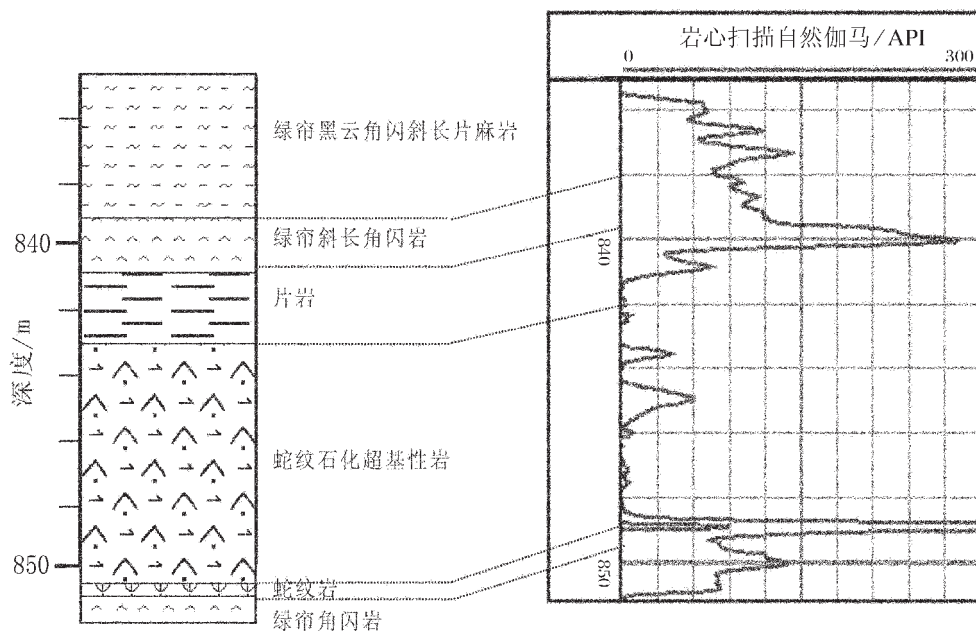 岩心扫描自然伽马/API
0 300
绿帘黑云角闪斜长片麻岩
绿帘斜长角闪岩
840
840
片岩
深度/m
蛇纹石化超基性岩
850
850
蛇纹岩
绿帘角闪岩